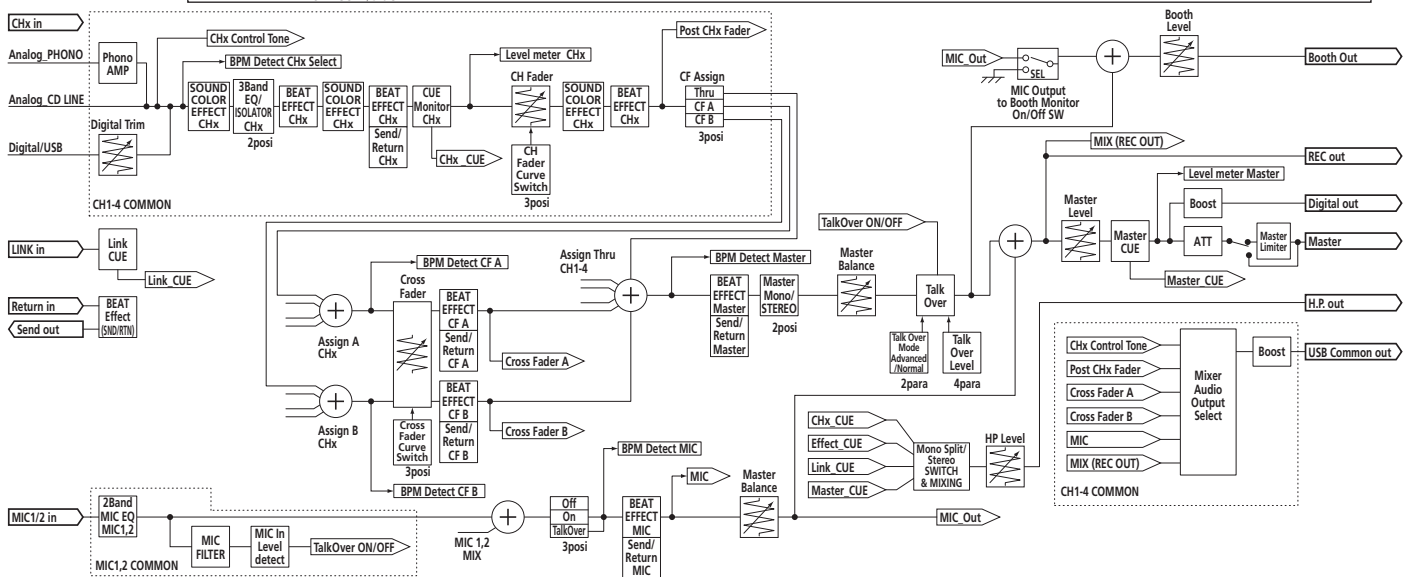 CHx in
Analog_PHONO
Phono
AMP
CHx Control Tone
BPM Detect CHx Select
Analog_CD LINE
Digital Trim
Digital/USB
SOUND
COLOR
EFFECT
CHx
3Band
EQ/
ISOLATOR
CHx
2posi
BEAT
EFFECT
CHx
SOUND
COLOR
EFFECT
CHx
BEAT
EFFECT
CHx
Send/
Return
CHx
CUE
Monitor
CHx
CHx _CUE
Level meter CHx
CH Fader
CH
Fader
Curve
Switch
3posi
SOUND
COLOR
EFFECT
CHx
BEAT
EFFECT
CHx
Post CHx Fader
CF Assign
Thru
CF A
CF B
3posi
CH1-4 COMMON
MIC_Out
SEL
MIC Output
to Booth Monitor
On/Off SW
Booth
Level
Booth Out
MIX (REC OUT)
REC out
Level meter Master
Master
Level
Master
CUE
Master_CUE
Boost
Digital out
ATT
Master
Limiter
Master
LINK in
Link
CUE
Link_CUE
Return in
Send out
BEAT
Effect
(SND/RTN)
BPM Detect CF A
Assign A
CHx
Cross
Fader
BEAT
EFFECT
CF A
Send/
Return
CF A
Cross Fader A
Assign B
CHx
Cross
Fader
Curve
Switch
3posi
BEAT
EFFECT
CF B
Send/
Return
CF B
Cross Fader B
BPM Detect CF B
Assign Thru
CH1-4
BPM Detect Master
BEAT
EFFECT
Master
Send/
Return
Master
Master
Mono/
STEREO
2posi
Master
Balance
TalkOver ON/OFF
Talk
Over
Talk Over
Mode
Advanced
/Normal
2para
Talk
Over
Level
4para
H.P. out
CHx Control Tone
Post CHx Fader
Cross Fader A
Cross Fader B
MIC
MIX (REC OUT)
Mixer
Audio
Output
Select
Boost
USB Common out
CH1-4 COMMON
CHx_CUE
Effect_CUE
Link_CUE
Master_CUE
Mono Split/
Stereo
SWITCH
& MIXING
HP Level
MIC1/2 in
2Band
MIC EQ
MIC1,2
MIC
FILTER
MIC In
Level
detect
TalkOver ON/OFF
MIC1,2 COMMON
MIC 1,2
MIX
Off
On
TalkOver
3posi
BPM Detect MIC
BEAT
EFFECT
MIC
Send/
Return
MIC
MIC
Master
Balance
MIC_Out